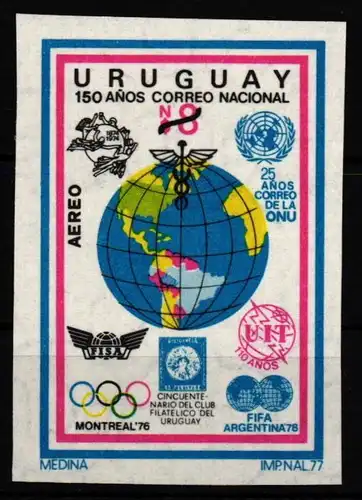 URUGUAY
150 AÑOS CORREO NACIONAL
N$ 8
1874
1974
25
AÑOS
CORREO
DE LA
ONU
AEREO
FISA
UIT
110 AÑOS
CINCUENTE-
NARIO DEL CLUB
FILATELICO DEL
URUGUAY
MONTREAL'76
FIFA
ARGENTINA'78
MEDINA
IMP.NAL.77